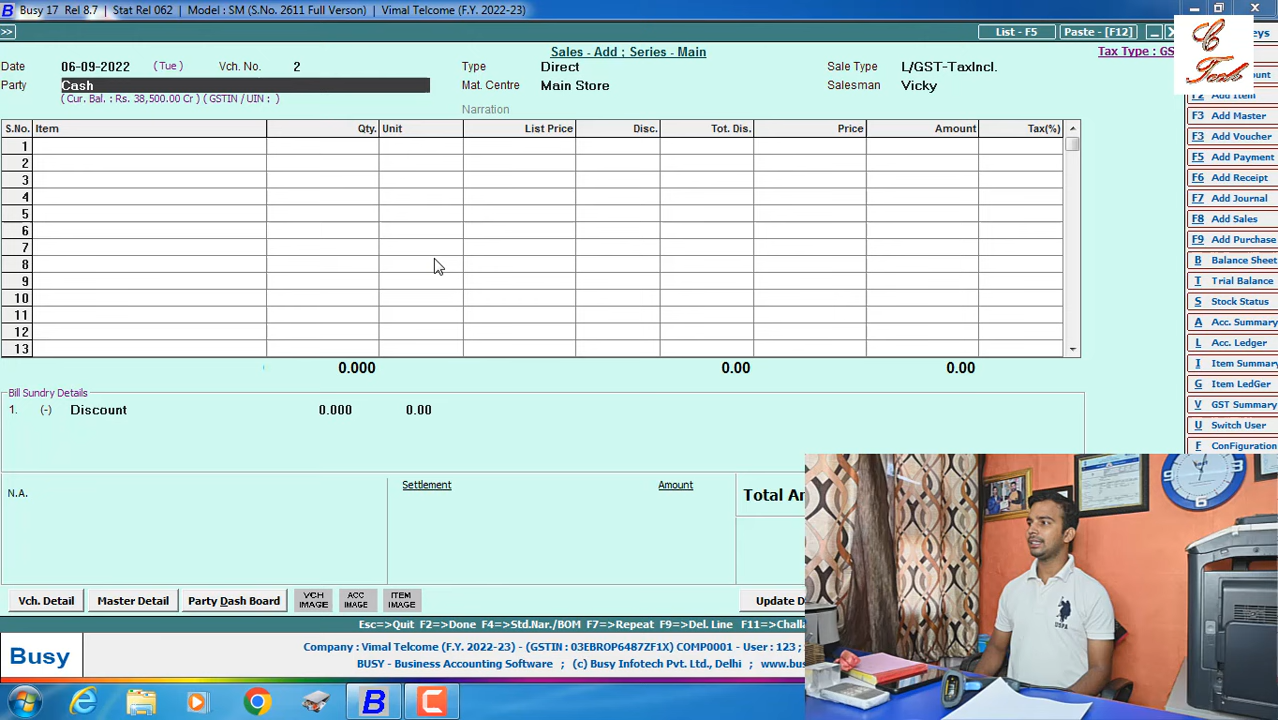 Busy 17 Rel 8.7 | Stat Rel 062 | Model : SM (S.No. 2611 Full Verson) | Vimal Telcome (F.Y. 2022-23)
>> List - F5 Paste - [F12]
Sales - Add ; Series - Main
Tax Type : GS
Date 06-09-2022 ( Tue ) Vch. No. 2 Type Direct Sale Type L/GST-TaxIncl.
Party Cash Mat. Centre Main Store Salesman Vicky
( Cur. Bal. : Rs. 38,500.00 Cr ) ( GSTIN / UIN : )
Narration
S.No. Item Qty. Unit List Price Disc. Tot. Dis. Price Amount Tax(%)
1
2
3
4
5
6
7
8
9
10
11
12
13
0.000 0.00 0.00
Bill Sundry Details
1. (-) Discount 0.000 0.00
N.A.
Settlement Amount
Total Am
Vch. Detail Master Detail Party Dash Board VCH IMAGE ACC IMAGE ITEM IMAGE Update D
Esc=>Quit F2=>Done F4=>Std.Nar./BOM F7=>Repeat F9=>Del. Line F11=>Challa
Busy
Company : Vimal Telcome (F.Y. 2022-23) - (GSTIN : 03EBROP6487ZF1X) COMP0001 - User : 123 ;
BUSY - Business Accounting Software ; (c) Busy Infotech Pvt. Ltd., Delhi ; www.bus
C Tech
eys
ount
F2 Add Item
F3 Add Master
F3 Add Voucher
F5 Add Payment
F6 Add Receipt
F7 Add Journal
F8 Add Sales
F9 Add Purchase
B Balance Sheet
T Trial Balance
S Stock Status
A Acc. Summary
L Acc. Ledger
I Item Summar
G Item LedGer
V GST Summary
U Switch User
F ConFiguration